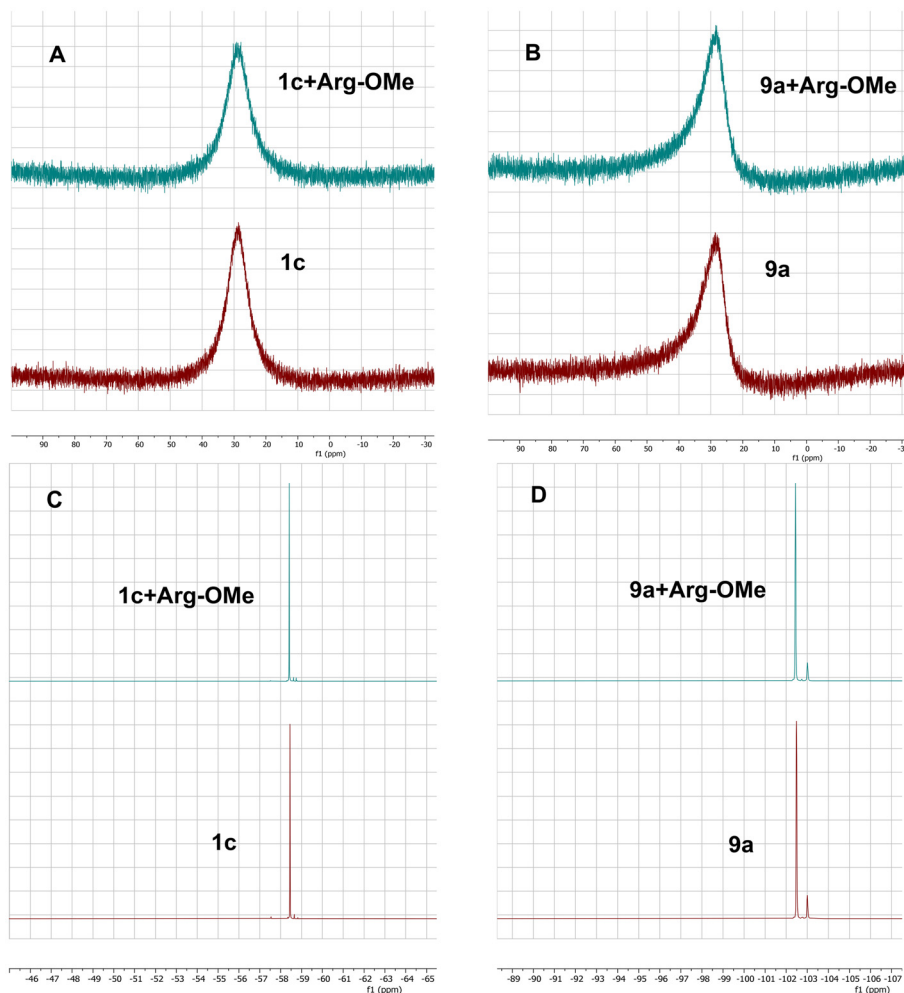 A
1c+Arg-OMe
1c
90 80 70 60 50 40 30 20 10 0 -10 -20 -30
f1 (ppm)
B
9a+Arg-OMe
9a
90 80 70 60 50 40 30 20 10 0 -10 -20 -3
f1 (ppm)
C
1c+Arg-OMe
1c
-46 -47 -48 -49 -50 -51 -52 -53 -54 -55 -56 -57 -58 -59 -60 -61 -62 -63 -64 -65
f1 (ppm)
D
9a+Arg-OMe
9a
-89 -90 -91 -92 -93 -94 -95 -96 -97 -98 -99 -100 -101 -102 -103 -104 -105 -106 -107
f1 (ppm)